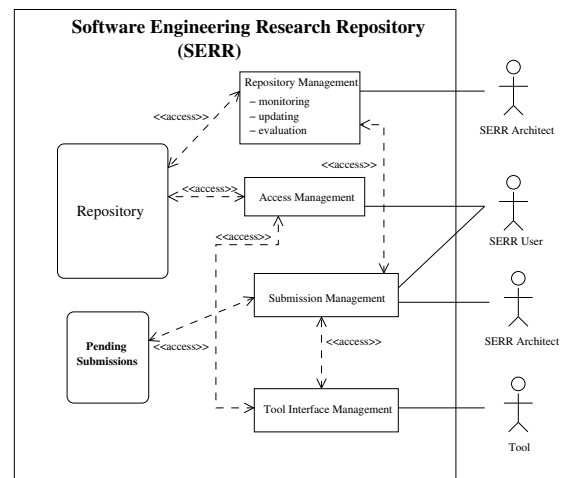 Software Engineering Research Repository
(SERR)
Repository Management
– monitoring
– updating
– evaluation
<<access>>
SERR Architect
<<access>>
Repository
<<access>>
Access Management
SERR User
<<access>>
Submission Management
Pending
Submissions
<<access>>
<<access>>
SERR Architect
Tool Interface Management
Tool